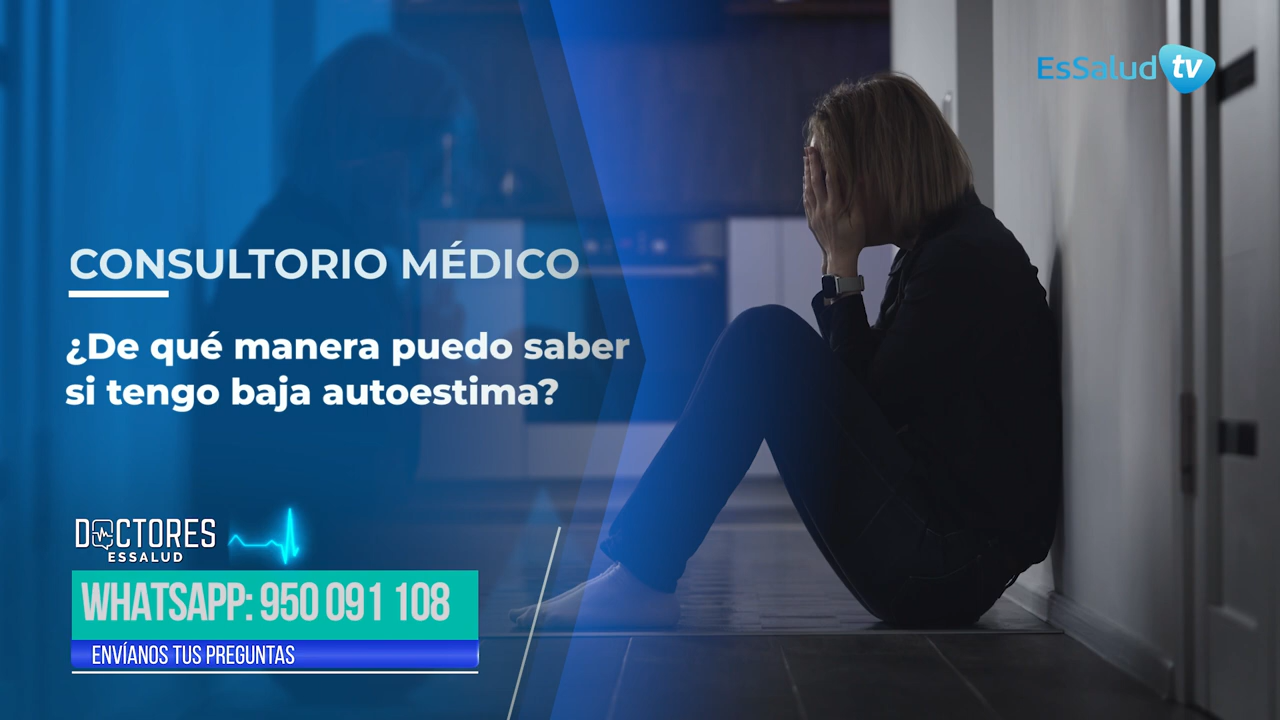 EsSalud tv
CONSULTORIO MÉDICO
¿De qué manera puedo saber
si tengo baja autoestima?
DOCTORES
ESSALUD
WHATSAPP: 950 091 108
ENVÍANOS TUS PREGUNTAS